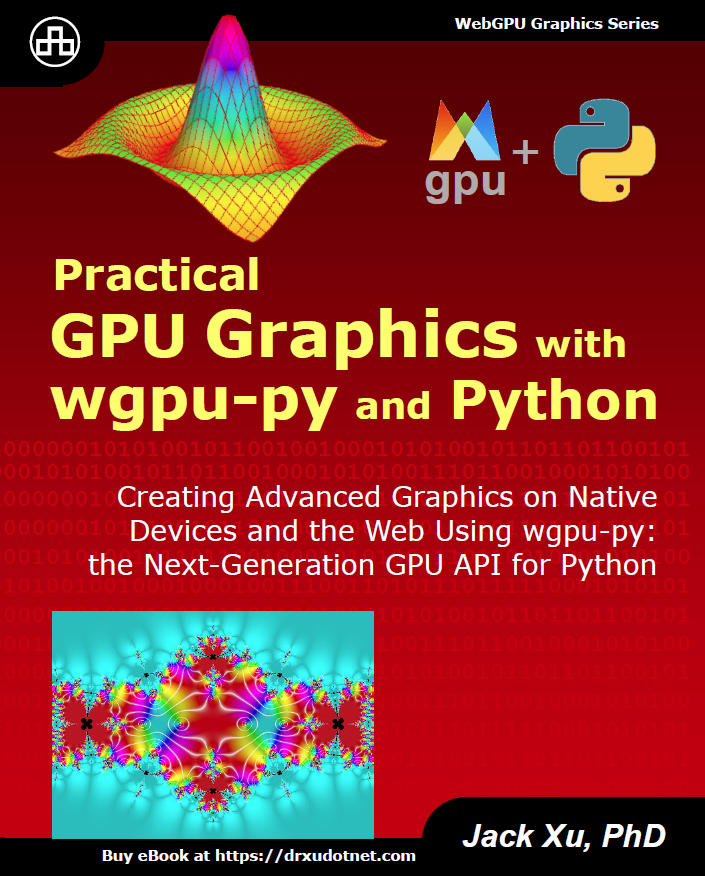 WebGPU Graphics Series
gpu
+
Practical
GPU Graphics with
wgpu-py and Python
Creating Advanced Graphics on Native
Devices and the Web Using wgpu-py:
the Next-Generation GPU API for Python
Jack Xu, PhD
Buy eBook at https://drxudotnet.com